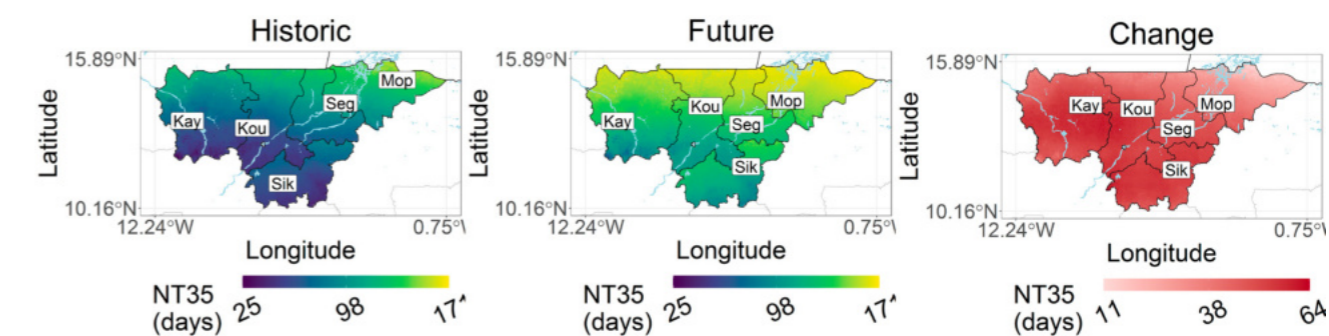 Historic
15.89°N
Mop
Seg
Kay
Kou
Sik
Latitude
10.16°N
12.24°W
0.75°W
Longitude
NT35
(days)
25
98
Future
15.89°N
Kou
Mop
Kay
Seg
Sik
Latitude
10.16°N
12.24°W
Longitude
NT35
(days)
25
98
Change
15.89°N
Kay
Kou
Mop
Seg
Sik
Latitude
10.16°N
12.24°W
Longitude
NT35
(days)
11
38
64